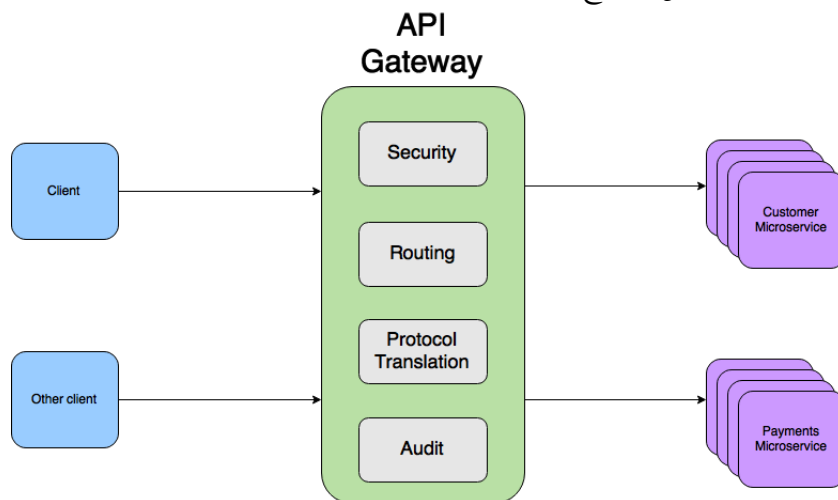 API
Gateway
Security
Client
Customer
Microservice
Routing
Protocol
Translation
Other client
Payments
Microservice
Audit